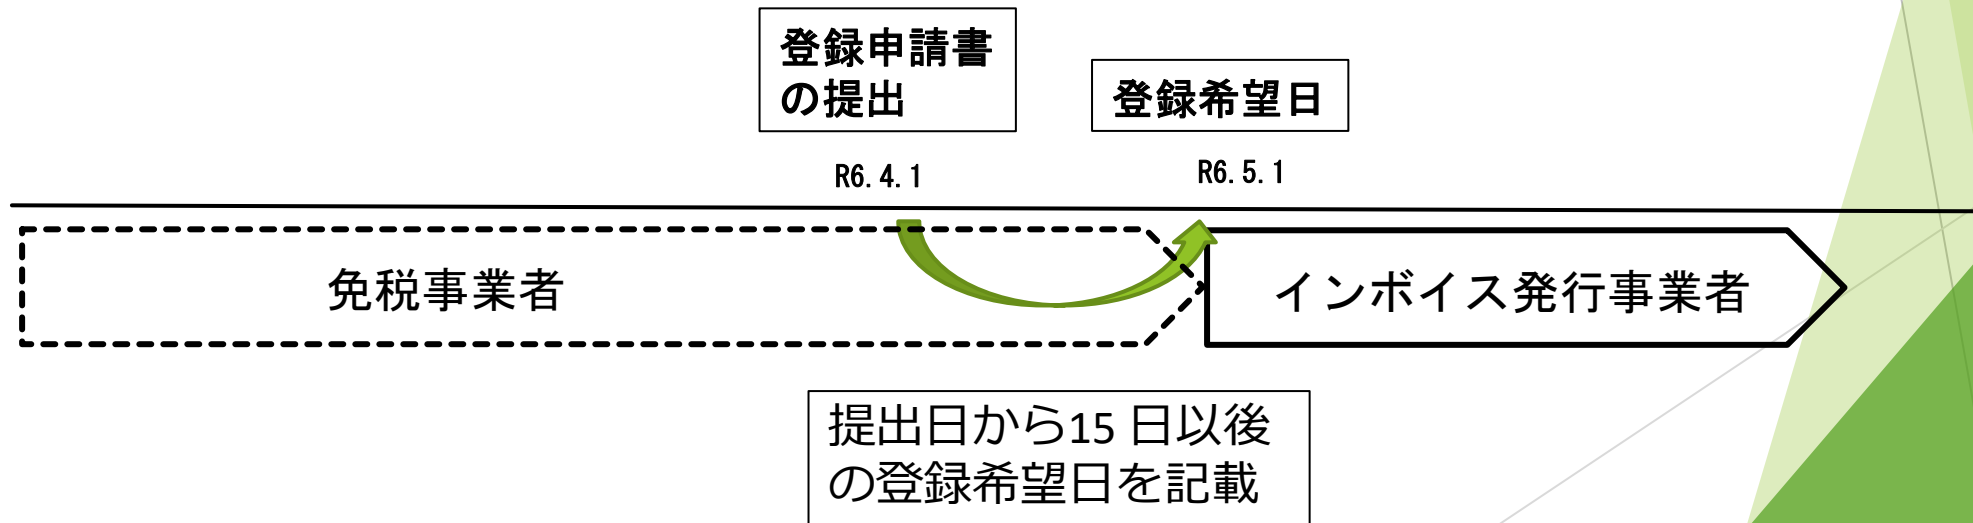 登録申請書
の提出
登録希望日
R6.4.1
R6.5.1
免税事業者
インボイス発行事業者
提出日から15日以後
の登録希望日を記載